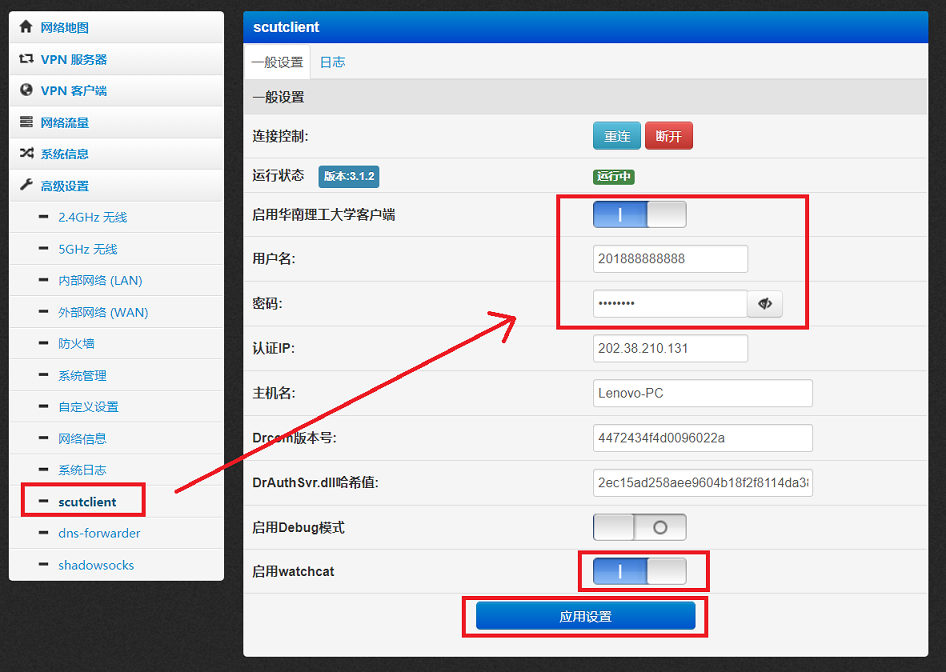 网络地图
VPN 服务器
VPN 客户端
网络流量
系统信息
高级设置
2.4GHz 无线
5GHz 无线
内部网络 (LAN)
外部网络 (WAN)
防火墙
系统管理
自定义设置
网络信息
系统日志
scutclient
dns-forwarder
shadowsocks
scutclient
一般设置 日志
一般设置
连接控制: 重连 断开
运行状态 版本:3.1.2 运行中
启用华南理工大学客户端
用户名: 201888888888
密码: ••••••••
认证IP: 202.38.210.131
主机名: Lenovo-PC
Drcom版本号: 4472434f4d0096022a
DrAuthSvr.dll哈希值: 2ec15ad258aee9604b18f2f8114da38
启用Debug模式
启用watchcat
应用设置